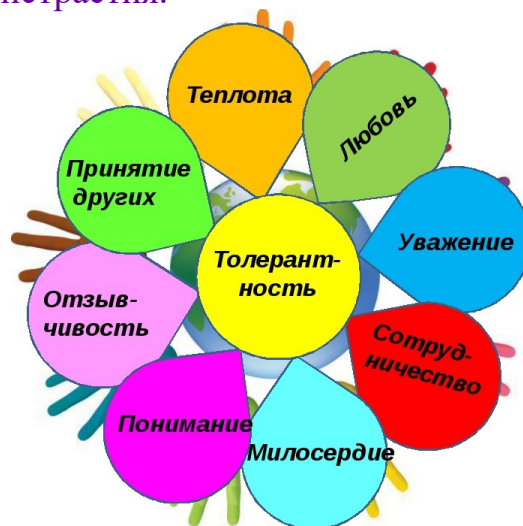 Теплота
Любовь
Уважение
Сотруд-
ничество
Милосердие
Понимание
Отзыв-
чивость
Принятие
других
Толерант-
ность